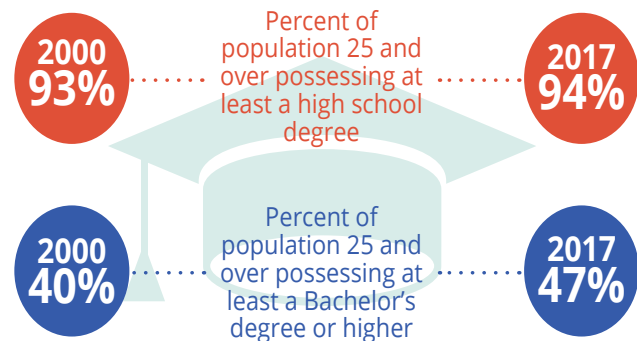 2000
93%
Percent of
population 25 and
over possessing at
least a high school
degree
2017
94%
2000
40%
Percent of
population 25 and
over possessing at
least a Bachelor's
degree or higher
2017
47%